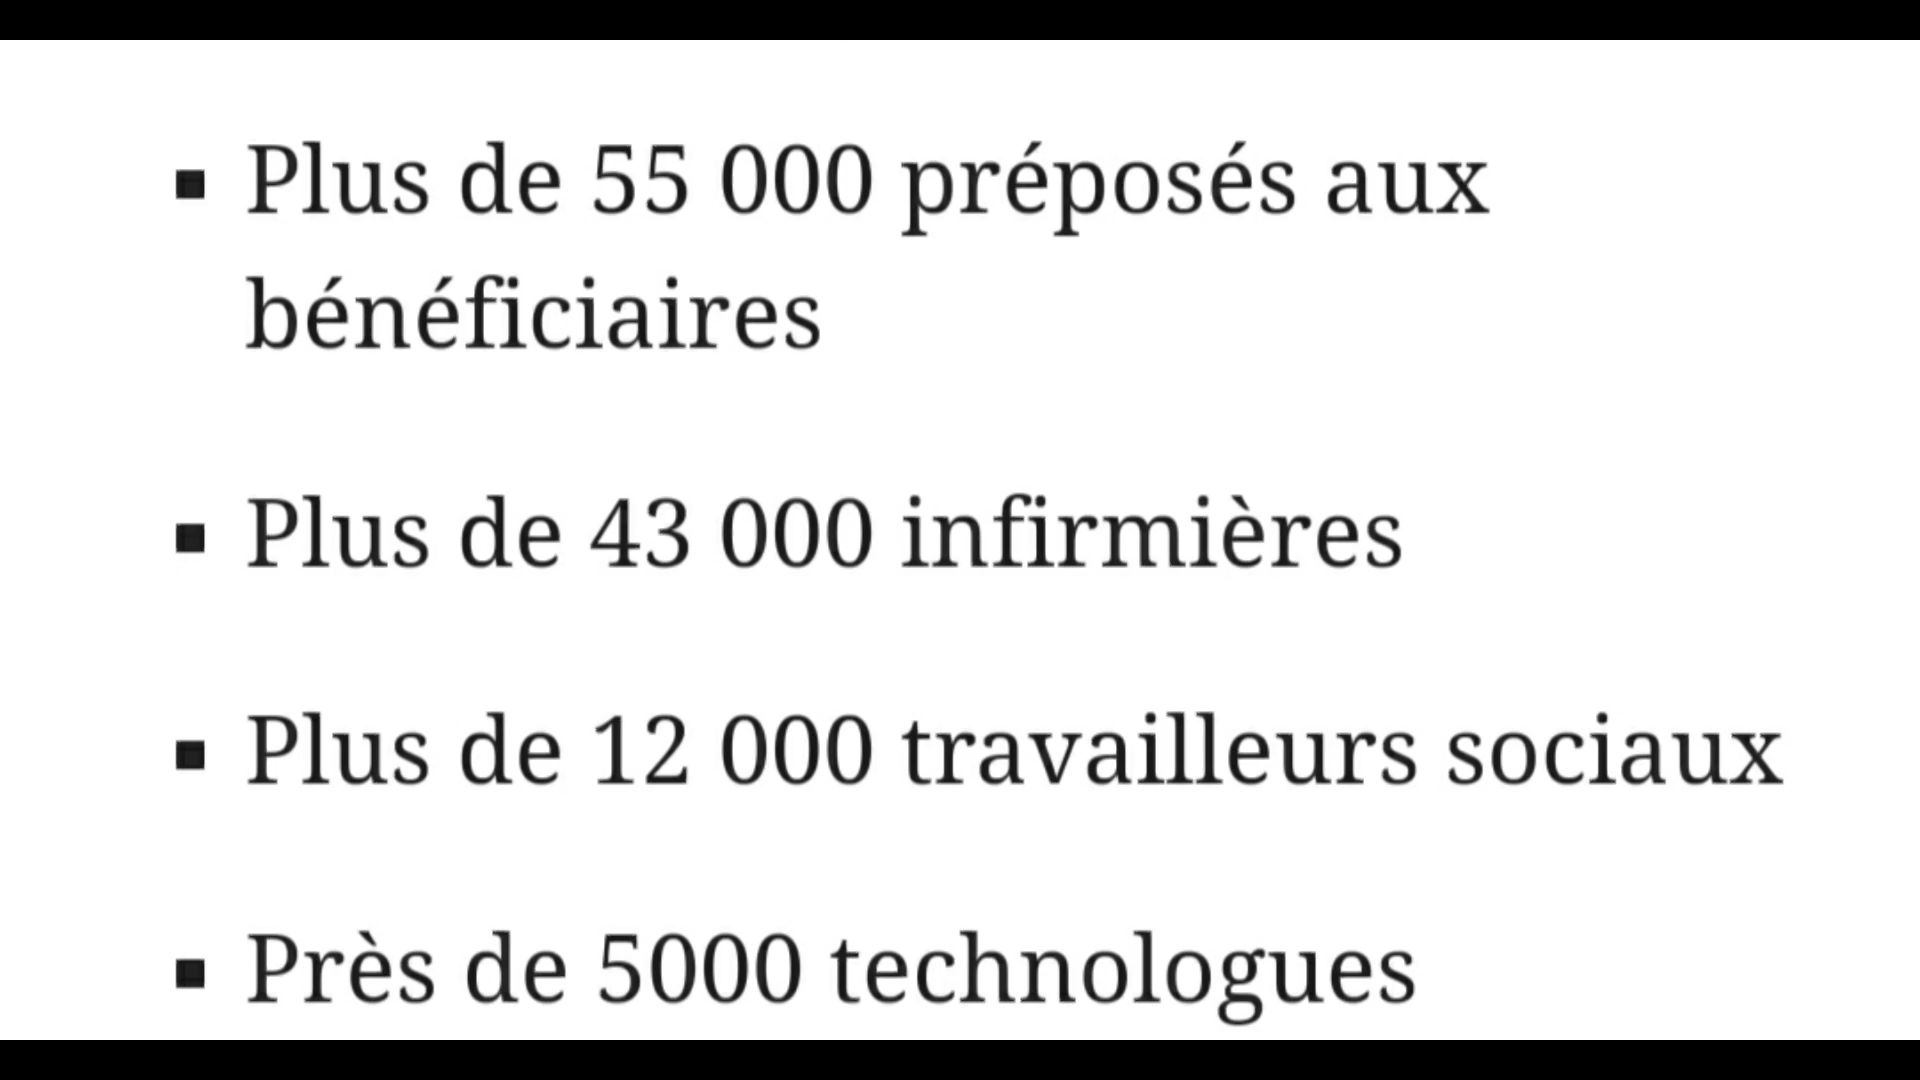 ▪ Plus de 55 000 préposés aux
bénéficiaires
▪ Plus de 43 000 infirmières
▪ Plus de 12 000 travailleurs sociaux
▪ Près de 5000 technologues